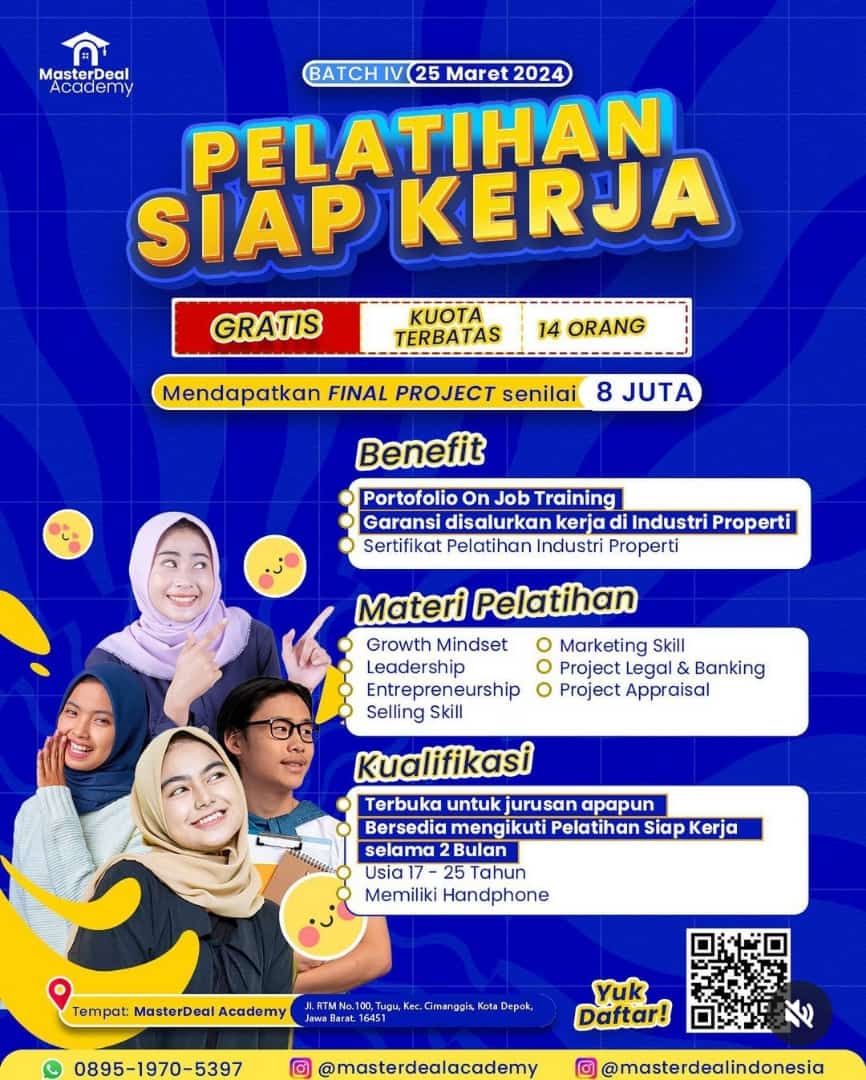 MasterDeal
Academy
BATCH IV 25 Maret 2024
PELATIHAN
SIAP KERJA
GRATIS
KUOTA
TERBATAS
14 ORANG
Mendapatkan FINAL PROJECT senilai 8 JUTA
Benefit
Portofolio On Job Training
Garansi disalurkan kerja di Industri Properti
Sertifikat Pelatihan Industri Properti
Materi Pelatihan
Growth Mindset
Leadership
Entrepreneurship
Selling Skill
Marketing Skill
Project Legal & Banking
Project Appraisal
Kualifikasi
Terbuka untuk jurusan apapun
Bersedia mengikuti Pelatihan Siap Kerja
selama 2 Bulan
Usia 17 - 25 Tahun
Memiliki Handphone
Yuk
Daftar!
Tempat: MasterDeal Academy
Jl. RTM No.100, Tugu, Kec. Cimanggis, Kota Depok,
Jawa Barat. 16451
0895-1970-5397
@masterdealacademy
@masterdealindonesia